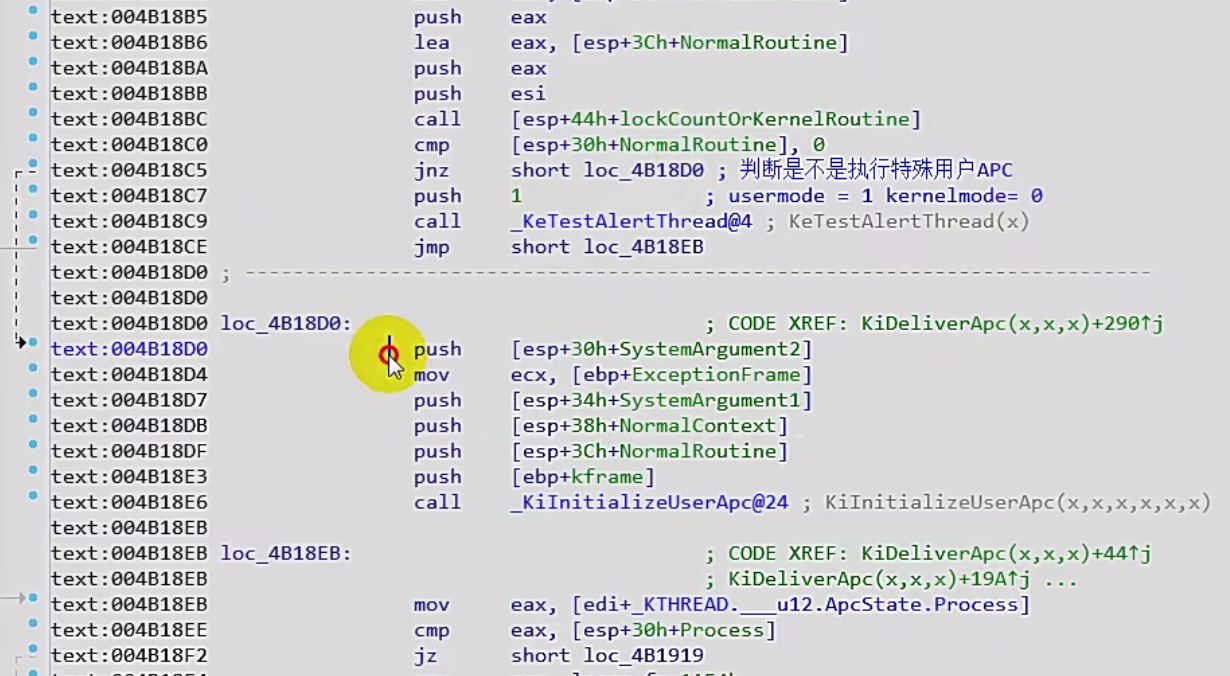 text:004B18B5 push eax
text:004B18B6 lea eax, [esp+3Ch+NormalRoutine]
text:004B18BA push eax
text:004B18BB push esi
text:004B18BC call [esp+44h+lockCountOrKernelRoutine]
text:004B18C0 cmp [esp+30h+NormalRoutine], 0
text:004B18C5 jnz short loc_4B18D0 ; 判断是不是执行特殊用户APC
text:004B18C7 push 1 ; usermode = 1 kernelmode= 0
text:004B18C9 call _KeTestAlertThread@4 ; KeTestAlertThread(x)
text:004B18CE jmp short loc_4B18EB
text:004B18D0 ; ---------------------------------------------------------------------------
text:004B18D0
text:004B18D0 loc_4B18D0: ; CODE XREF: KiDeliverApc(x,x,x)+290↑j
text:004B18D0 push [esp+30h+SystemArgument2]
text:004B18D4 mov ecx, [ebp+ExceptionFrame]
text:004B18D7 push [esp+34h+SystemArgument1]
text:004B18DB push [esp+38h+NormalContext]
text:004B18DF push [esp+3Ch+NormalRoutine]
text:004B18E3 push [ebp+kframe]
text:004B18E6 call _KiInitializeUserApc@24 ; KiInitializeUserApc(x,x,x,x,x,x)
text:004B18EB
text:004B18EB loc_4B18EB: ; CODE XREF: KiDeliverApc(x,x,x)+44↑j
text:004B18EB ; KiDeliverApc(x,x,x)+19A↑j ...
text:004B18EB mov eax, [edi+_KTHREAD.___u12.ApcState.Process]
text:004B18EE cmp eax, [esp+30h+Process]
text:004B18F2 jz short loc_4B1919